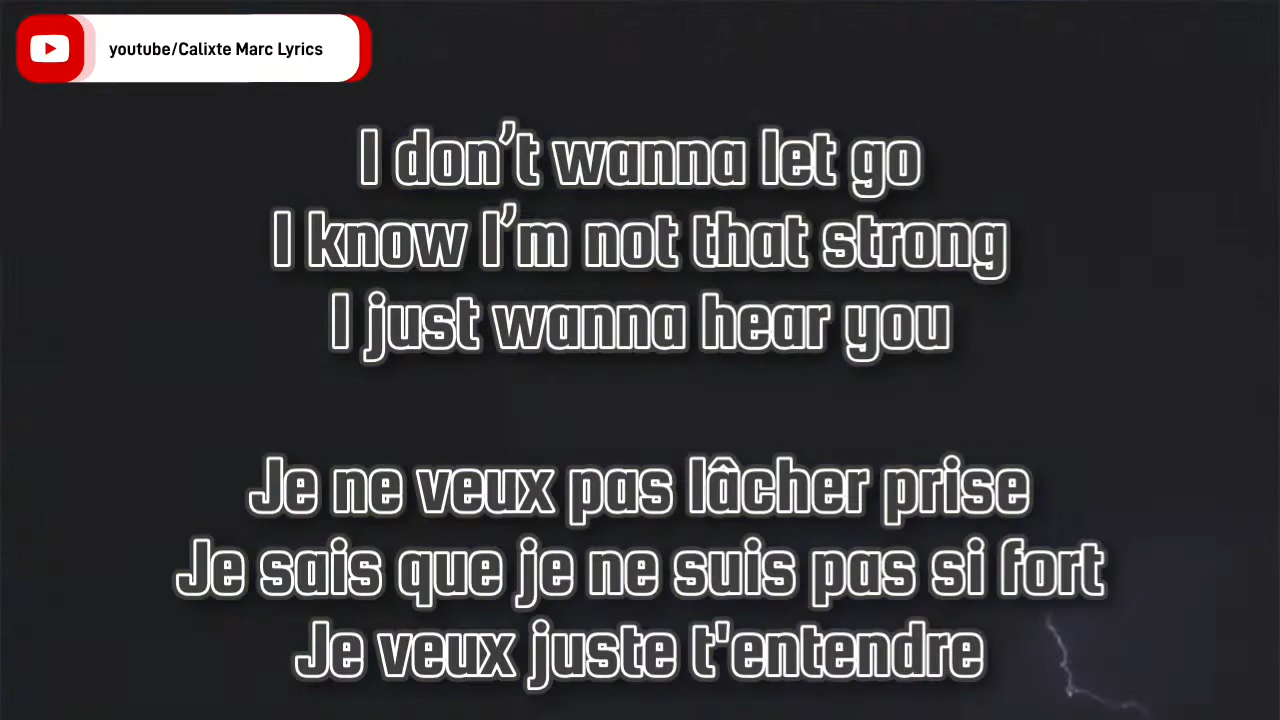 youtube/Calixte Marc Lyrics
I don’t wanna let go
I know I’m not that strong
I just wanna hear you
Je ne veux pas lâcher prise
Je sais que je ne suis pas si fort
Je veux juste t'entendre